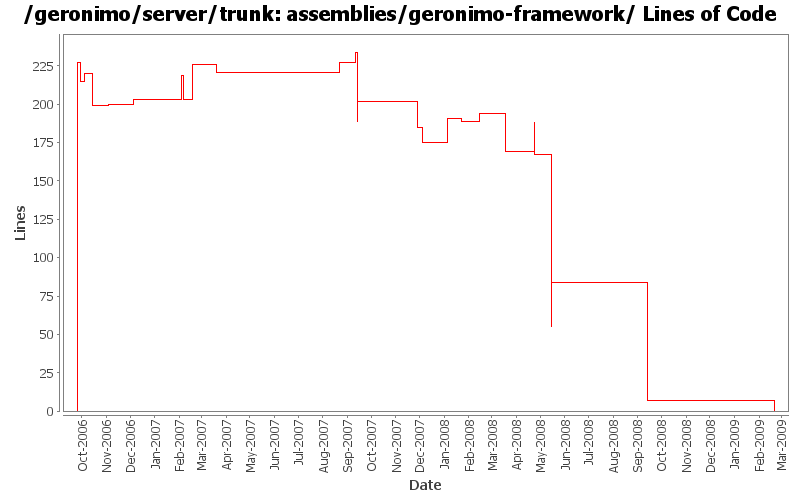 /geronimo/server/trunk: assemblies/geronimo-framework/ Lines of Code
Lines
225
200
175
150
125
100
75
50
25
0
Oct-2006
Nov-2006
Dec-2006
Jan-2007
Feb-2007
Mar-2007
Apr-2007
May-2007
Jun-2007
Jul-2007
Aug-2007
Sep-2007
Oct-2007
Nov-2007
Dec-2007
Jan-2008
Feb-2008
Mar-2008
Apr-2008
May-2008
Jun-2008
Jul-2008
Aug-2008
Sep-2008
Oct-2008
Nov-2008
Dec-2008
Jan-2009
Feb-2009
Mar-2009
Date